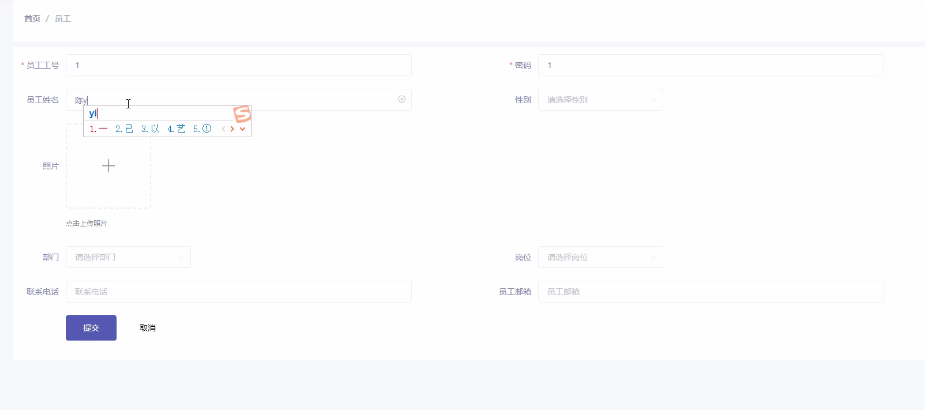 首页 / 员工
* 员工工号 1
* 密码 1
员工姓名 陈y
性别 请选择性别
yi
1.一 2.已 3.以 4.艺 5.①
照片
点击上传照片
部门 请选择部门
岗位 请选择岗位
联系电话 联系电话
员工邮箱 员工邮箱
提交 取消